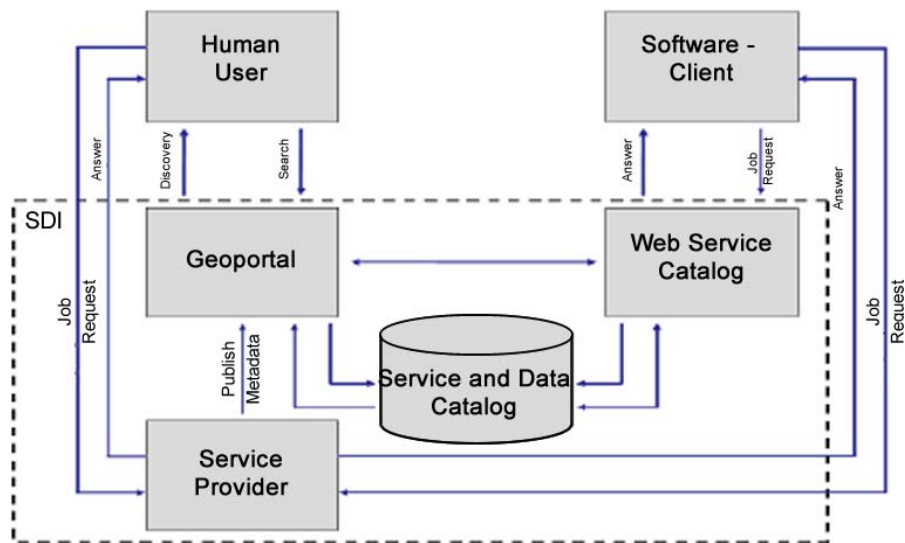 Human
User
Software -
Client
Answer
Discovery
Search
Answer
Job
Request
Answer
SDI
Geoportal
Web Service
Catalog
Job
Request
Job
Request
Publish
Metadata
Service and Data
Catalog
Service
Provider